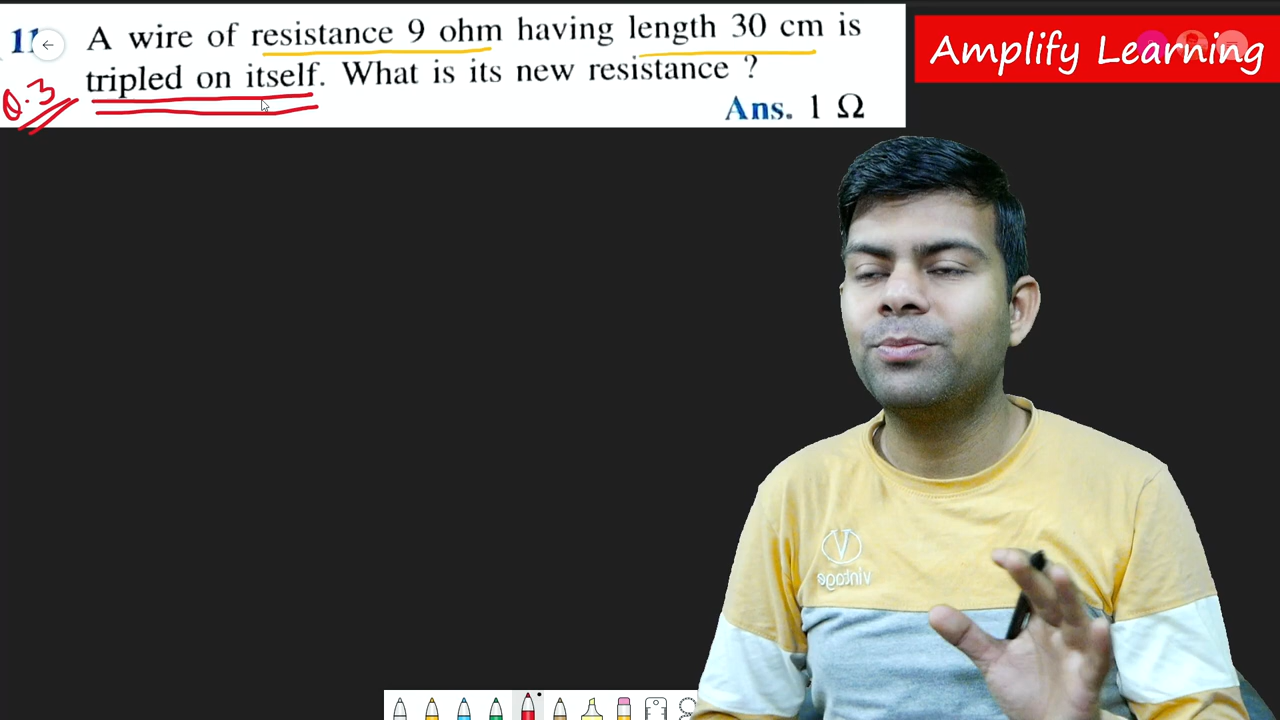 A wire of resistance 9 ohm having length 30 cm is
tripled on itself. What is its new resistance ?
Ans. 1 Ω
Q.3
Amplify Learning
vintage